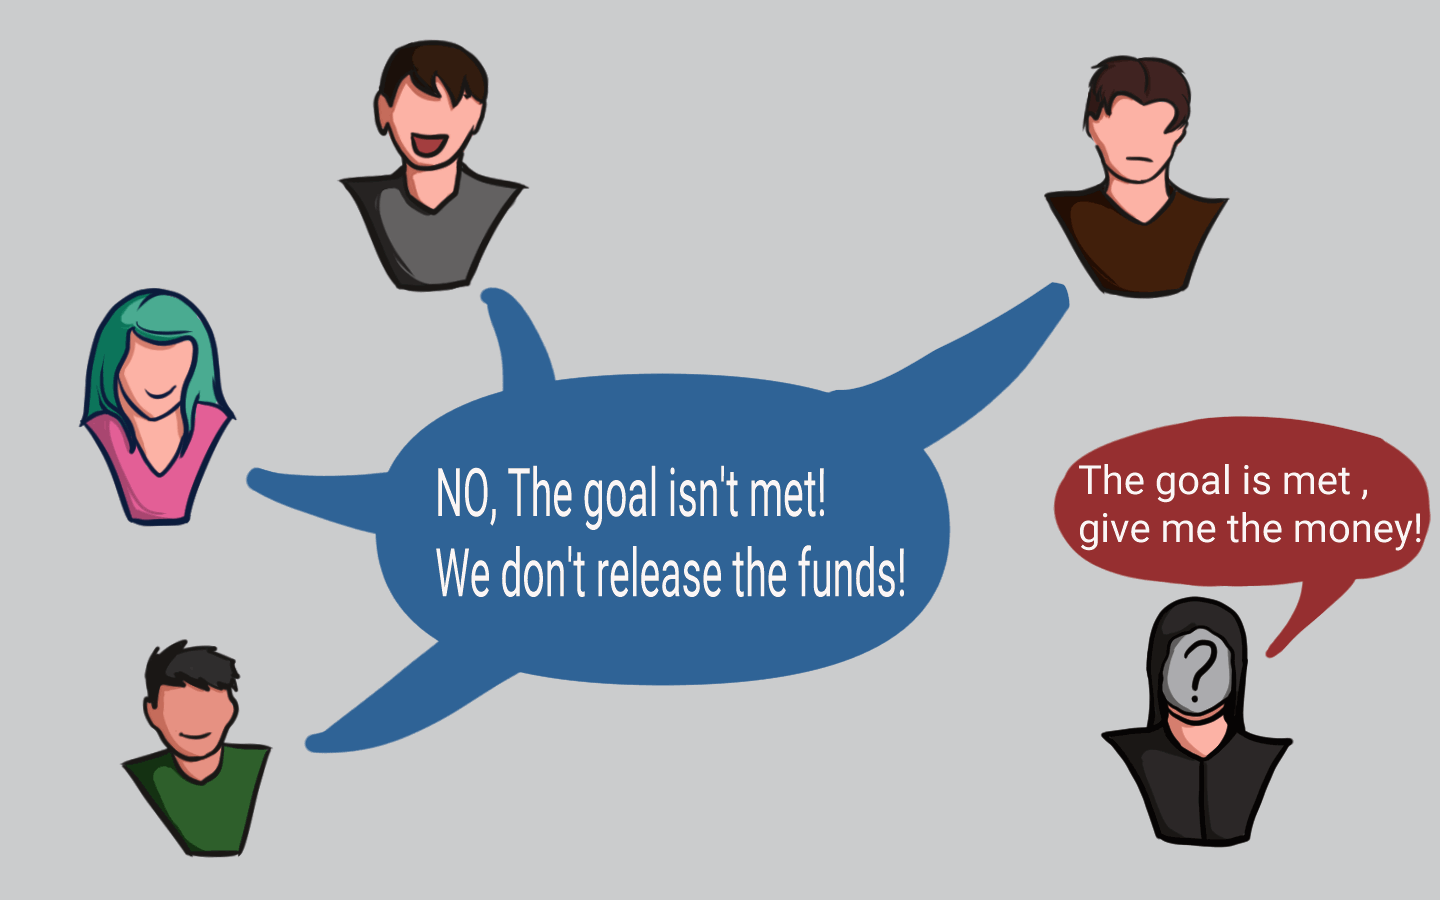 NO, The goal isn't met!
We don't release the funds!
The goal is met ,
give me the money!
?